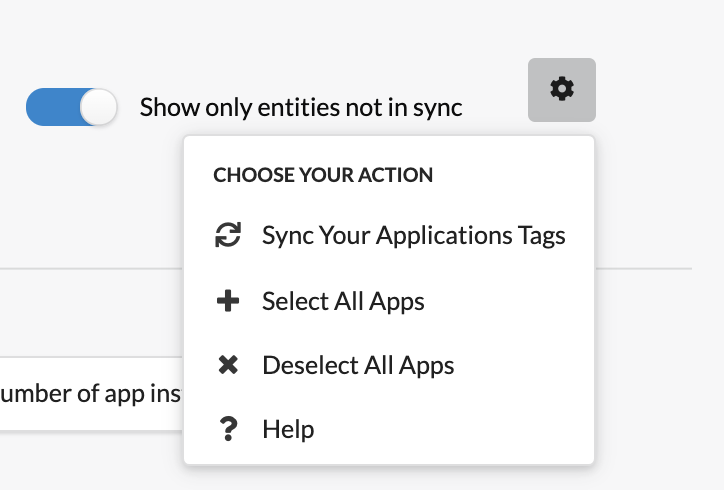 Show only entities not in sync
CHOOSE YOUR ACTION
Sync Your Applications Tags
Select All Apps
Deselect All Apps
umber of app ins
Help